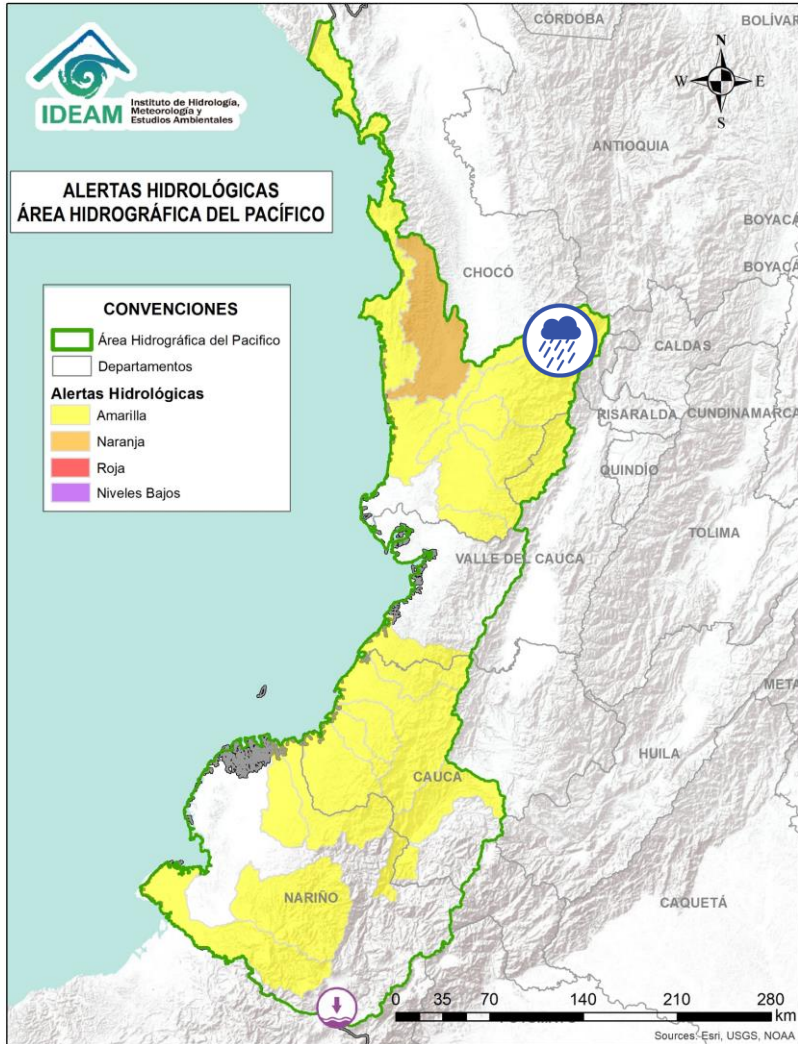 CÓRDOBA
BOLÍVAR
N
W
E
S
IDEAM
Instituto de Hidrología,
Meteorología y
Estudios Ambientales
ANTIOQUIA
ALERTAS HIDROLÓGICAS
ÁREA HIDROGRÁFICA DEL PACÍFICO
BOYACÁ
BOYACÁ
CHOCÓ
CONVENCIONES
Área Hidrográfica del Pacífico
Departamentos
Alertas Hidrológicas
Amarilla
Naranja
Roja
Niveles Bajos
CALDAS
RISARALDA
CUNDINAMARCA
QUINDÍO
TOLIMA
VALLE DEL CAUCA
META
HUILA
CAUCA
NARIÑO
CAQUETÁ
0 35 70 140 210 280
km
Sources: Esri, USGS, NOAA